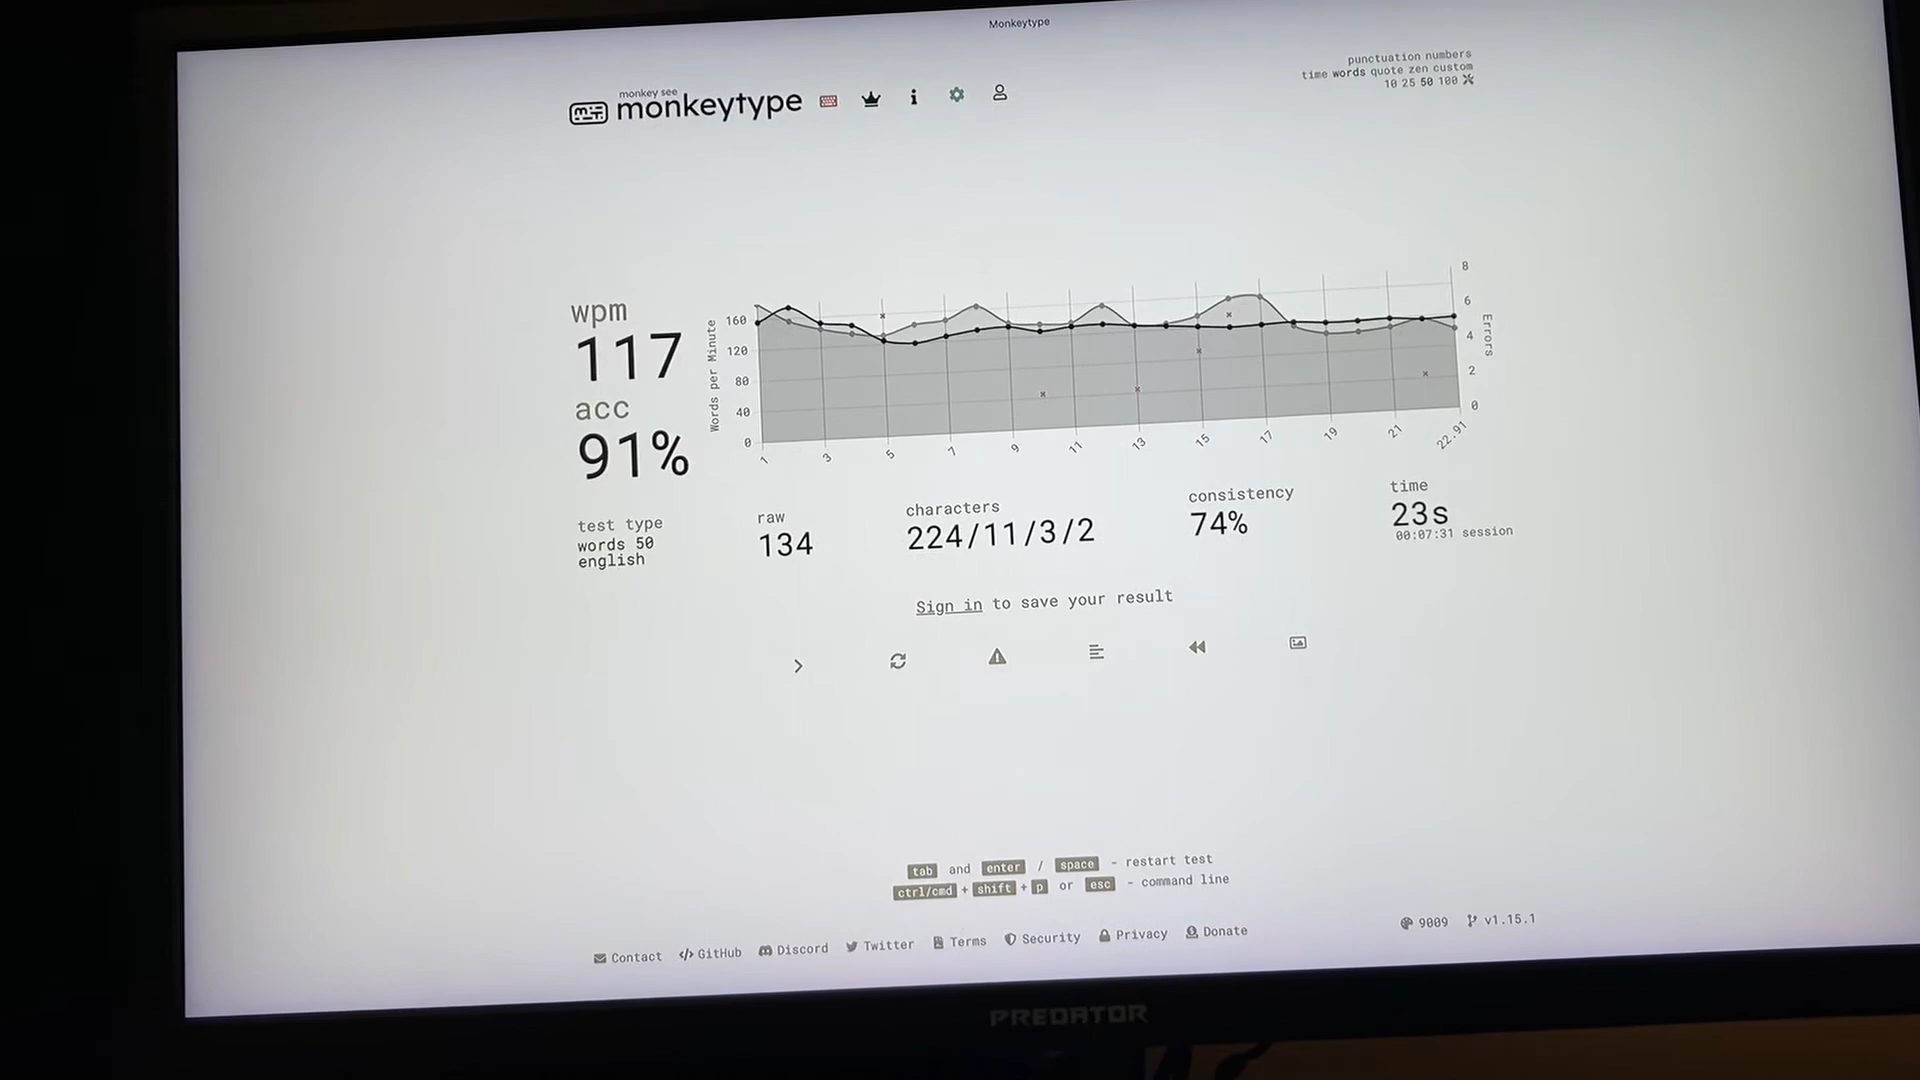 Monkeytype
monkey see
monkeytype
punctuation numbers
time words quote zen custom
10 25 50 100
wpm
117
acc
91%
Words per Minute
160
120
80
40
0
1 3 5 7 9 11 13 15 17 19 21 22.91
8
6
4
2
0
Errors
test type
words 50
english
raw
134
characters
224/11/3/2
consistency
74%
time
23s
00:07:31 session
Sign in to save your result
tab and enter / space - restart test
ctrl/cmd + shift + p or esc - command line
Contact GitHub Discord Twitter Terms Security Privacy Donate 9009 v1.15.1
PREDATOR